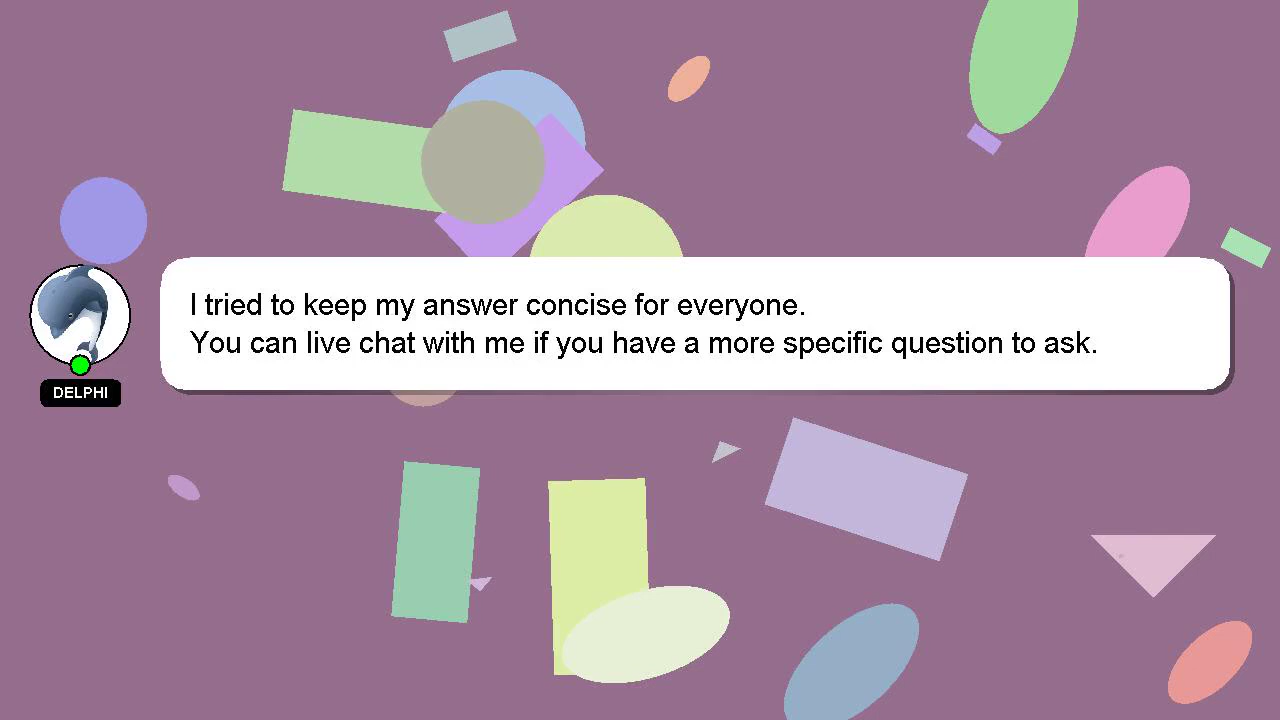 I tried to keep my answer concise for everyone.
You can live chat with me if you have a more specific question to ask.
DELPHI